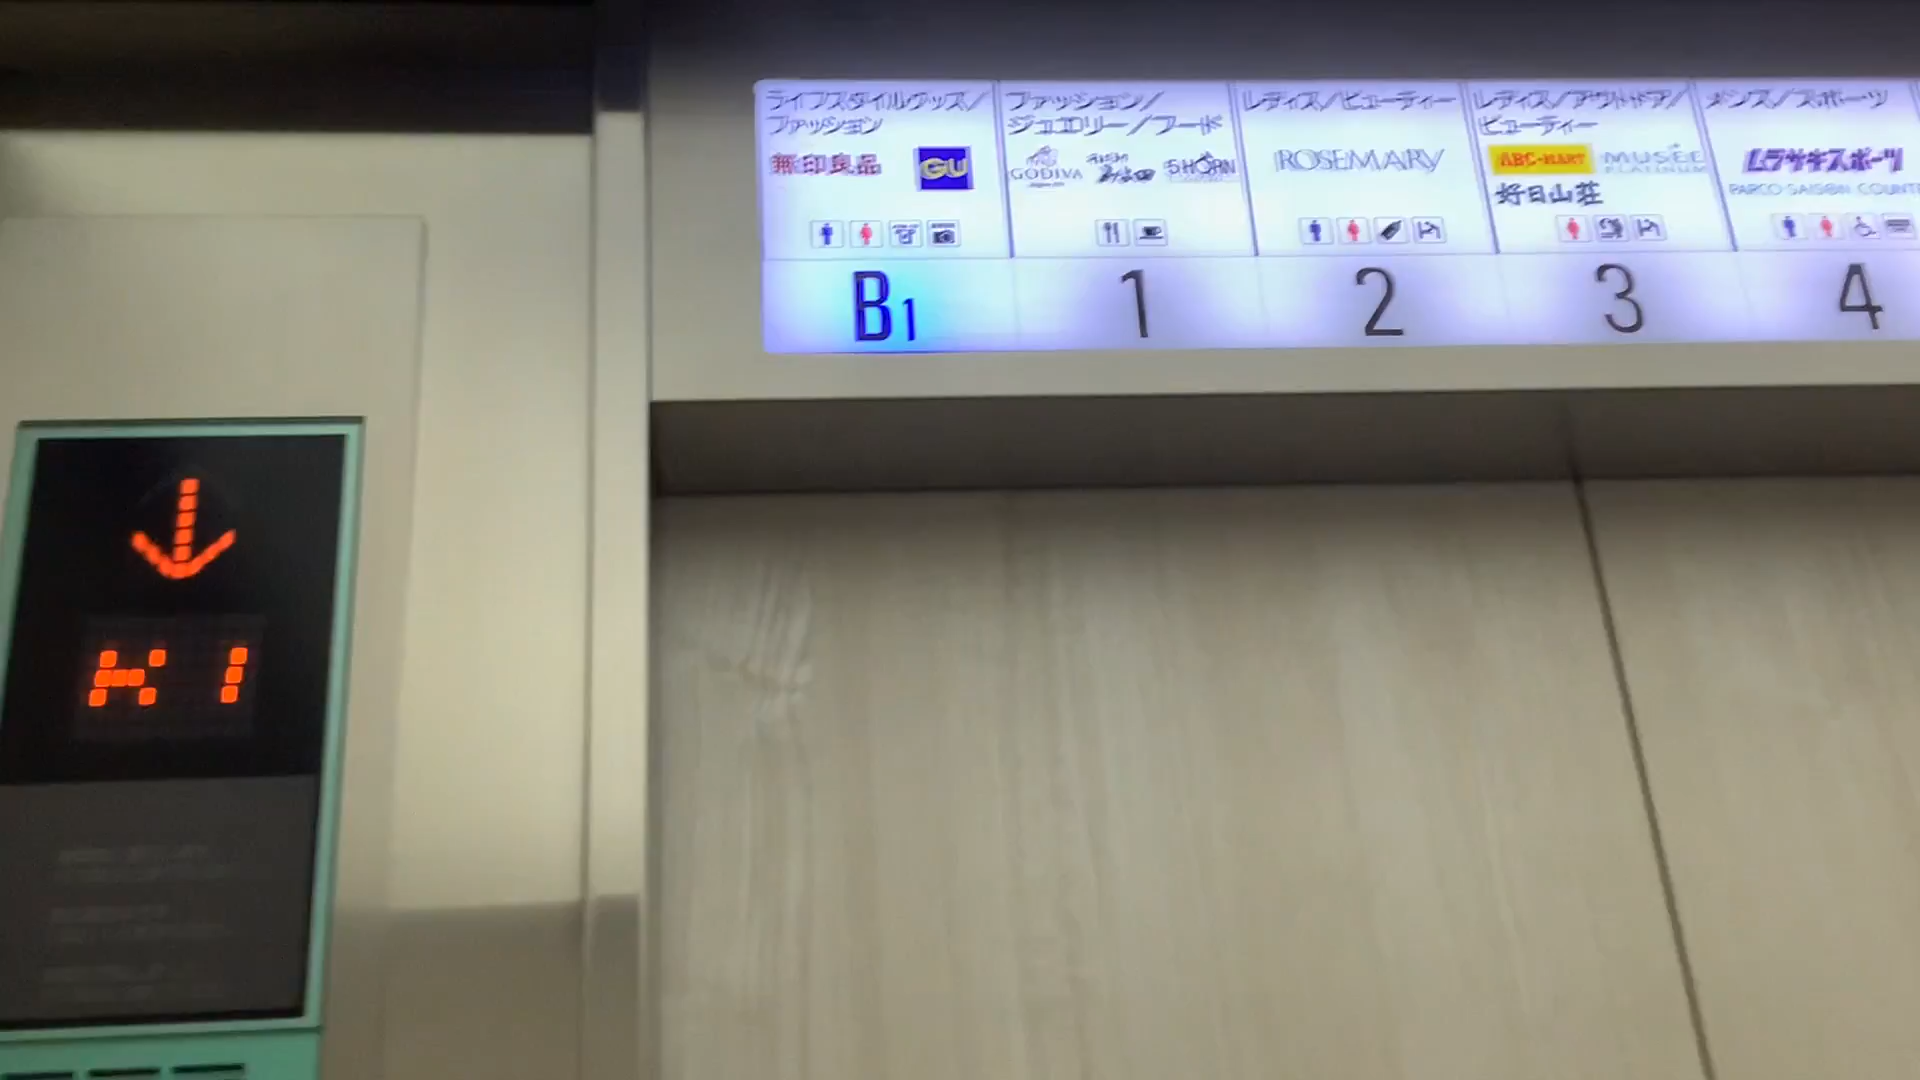 ライフスタイルグッズ/
ファッション
無印良品 GU
B1
ファッション/
ジュエリー/フード
GODIVA 5HORN
1
レディス/ビューティー
ROSEMARY
2
レディス/アウトドア/
ビューティー
ABC-MART MUSÉE PLATINUM
好日山荘
3
メンズ/スポーツ
ムラサキスポーツ
PARCO SAISON COUNT
4